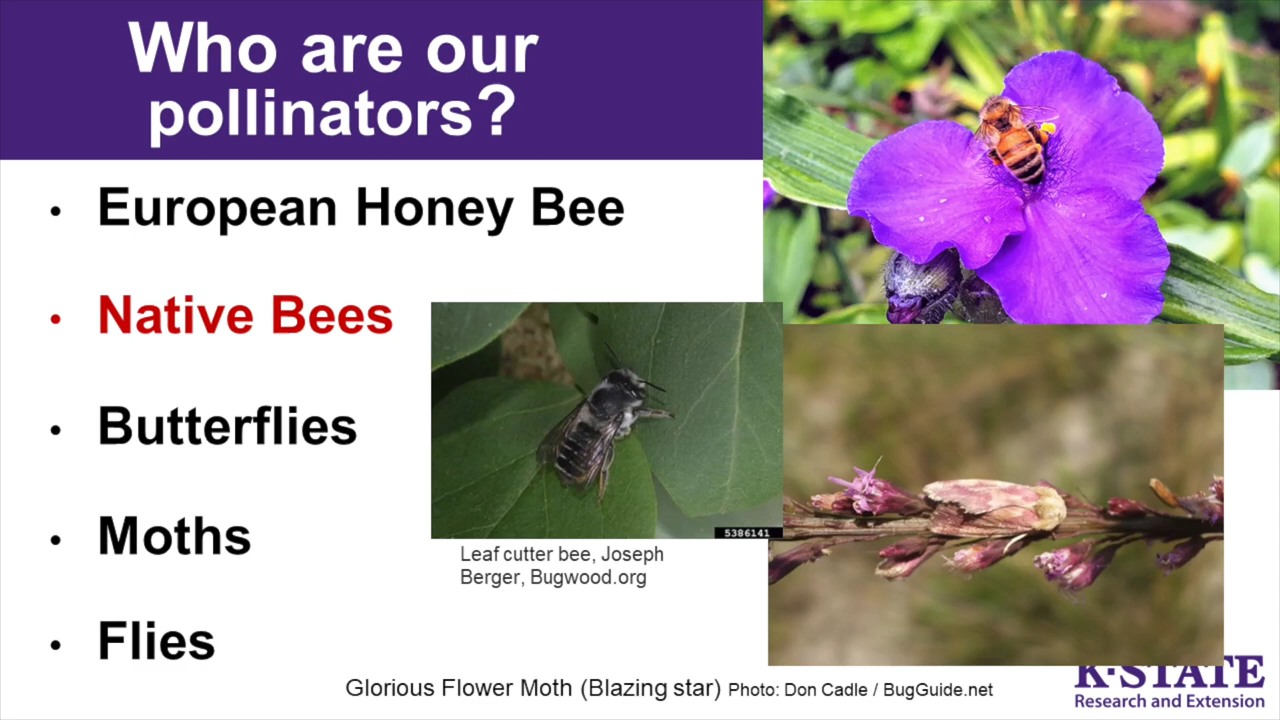 Who are our
pollinators?
• European Honey Bee
• Native Bees
• Butterflies
• Moths
• Flies
5386141
Leaf cutter bee, Joseph
Berger, Bugwood.org
Glorious Flower Moth (Blazing star) Photo: Don Cadle / BugGuide.net
K-STATE
Research and Extension